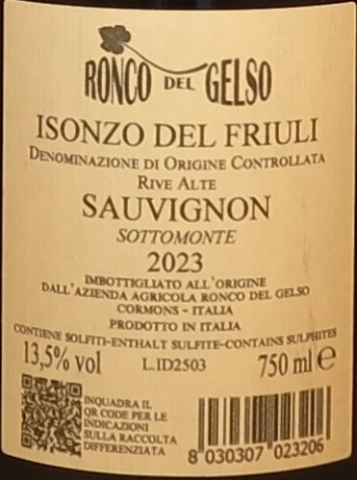 RONCO DEL GELSO
ISONZO DEL FRIULI
DENOMINAZIONE DI ORIGINE CONTROLLATA
RIVE ALTE
SAUVIGNON
SOTTOMONTE
2023
IMBOTTIGLIATO ALL'ORIGINE
DALL'AZIENDA AGRICOLA RONCO DEL GELSO
CORMONS - ITALIA
PRODOTTO IN ITALIA
CONTIENE SOLFITI-ENTHALT SULFITE-CONTAINS SULPHITES
13,5% vol L.ID2503 750 ml e
INQUADRA IL
QR CODE PER LE
INDICAZIONI
SULLA RACCOLTA
DIFFERENZIATA
8 030307 023206